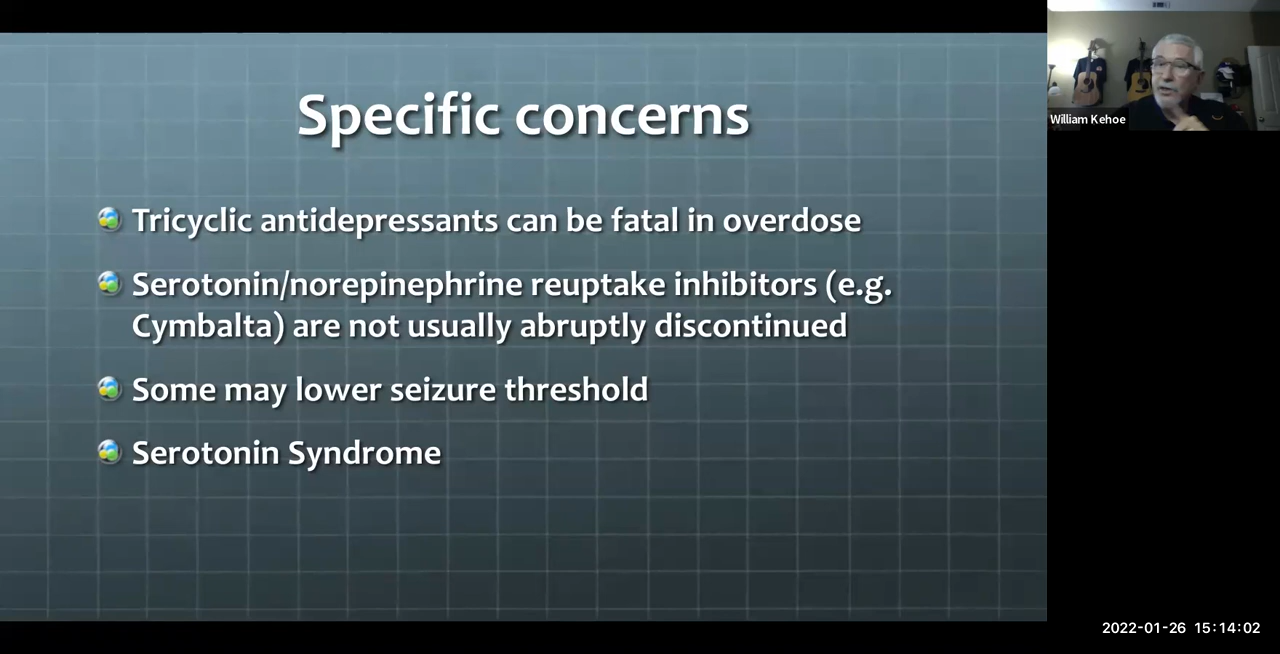 Specific concerns
Tricyclic antidepressants can be fatal in overdose
Serotonin/norepinephrine reuptake inhibitors (e.g.
Cymbalta) are not usually abruptly discontinued
Some may lower seizure threshold
Serotonin Syndrome
William Kehoe
2022-01-26 15:14:02